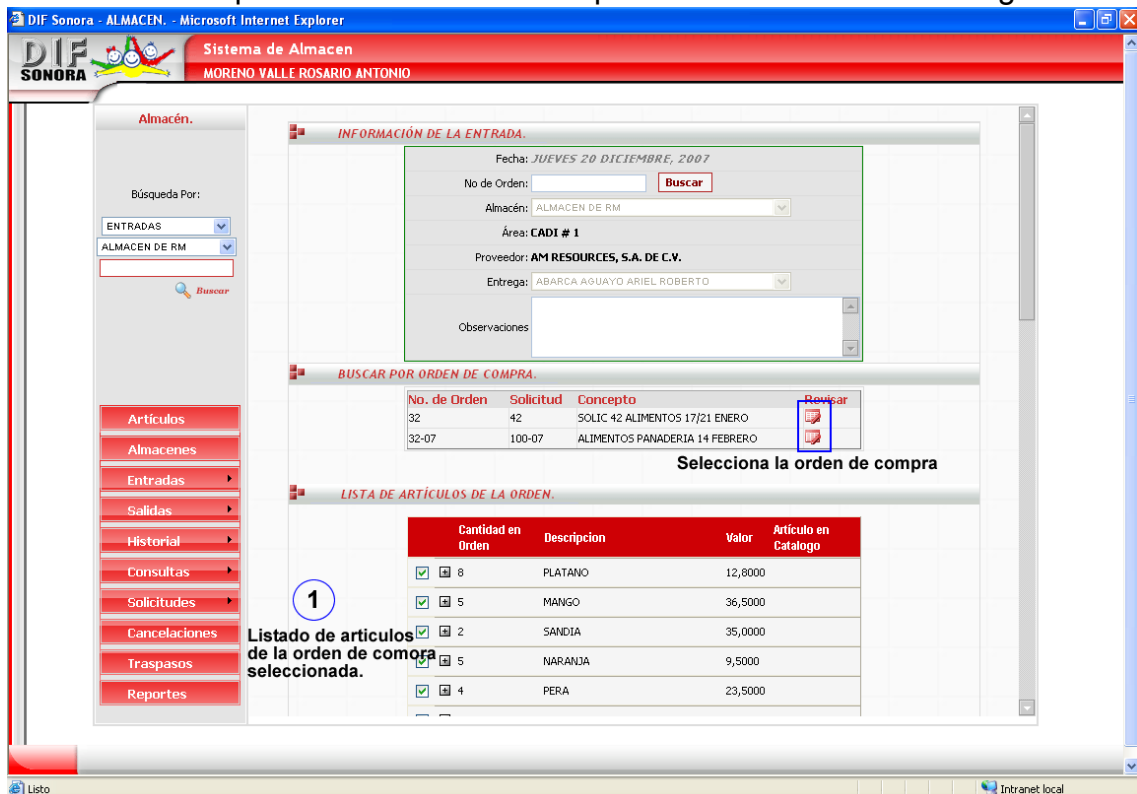 DIF Sonora - ALMACEN. - Microsoft Internet Explorer
DIF
SONORA
Sistema de Almacen
MORENO VALLE ROSARIO ANTONIO
Almacén.
Búsqueda Por:
ENTRADAS
ALMACEN DE RM
Buscar
Artículos
Almacenes
Entradas
Salidas
Historial
Consultas
Solicitudes
Cancelaciones
Traspasos
Reportes
INFORMACIÓN DE LA ENTRADA.
Fecha: JUEVES 20 DICIEMBRE, 2007
No de Orden: Buscar
Almacén: ALMACEN DE RM
Área: CADI # 1
Proveedor: AM RESOURCES, S.A. DE C.V.
Entrega: ABARCA AGUAYO ARIEL ROBERTO
Observaciones
BUSCAR POR ORDEN DE COMPRA.
No. de Orden Solicitud Concepto Revisar
32 42 SOLIC 42 ALIMENTOS 17/21 ENERO
32-07 100-07 ALIMENTOS PANADERIA 14 FEBRERO
Selecciona la orden de compra
LISTA DE ARTÍCULOS DE LA ORDEN.
Cantidad en Orden Descripcion Valor Artículo en Catalogo
8 PLATANO 12,8000
5 MANGO 36,5000
2 SANDIA 35,0000
5 NARANJA 9,5000
4 PERA 23,5000
1
Listado de articulos
de la orden de comora
seleccionada.
Listo
Intranet local